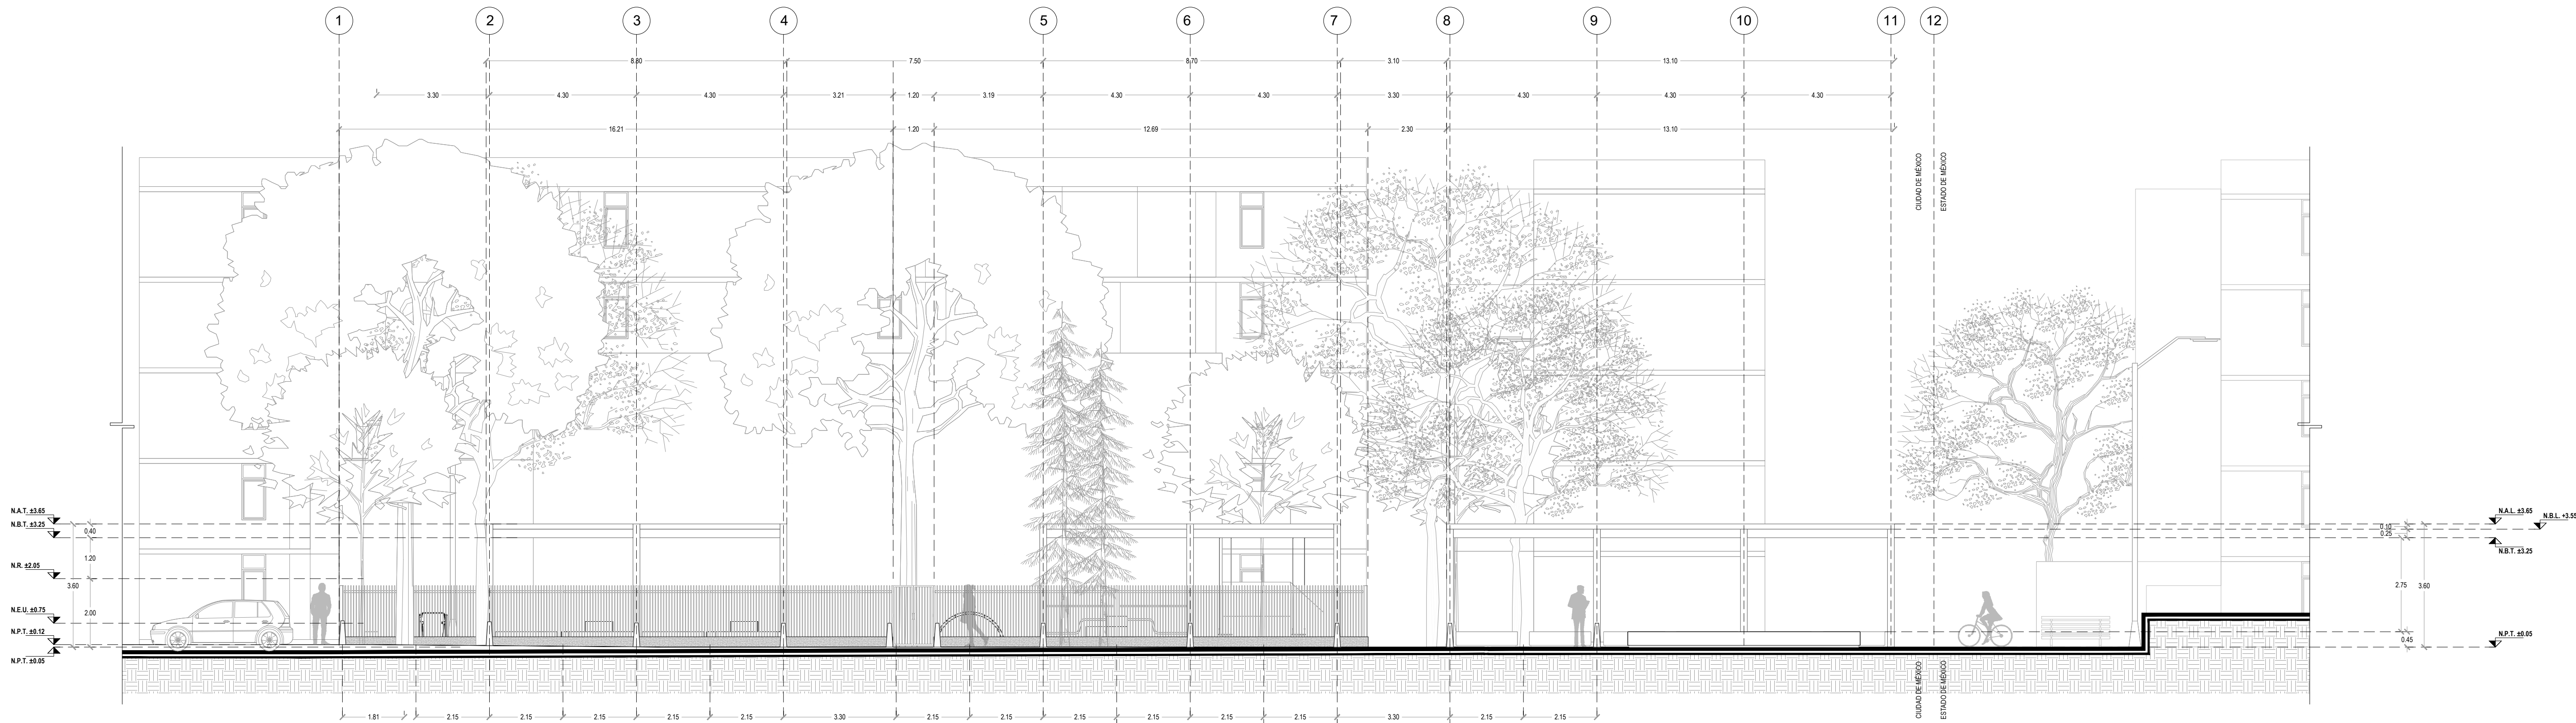 1 2 3 4 5 6 7 8 9 10 11 12
8.80 7.50 8.70 3.10 13.10
3.30 4.30 4.30 3.21 1.20 3.19 4.30 4.30 3.30 4.30 4.30 4.30
16.21 1.20 12.69 2.30 13.10
CIUDAD DE MÉXICO
ESTADO DE MÉXICO
N.A.T. ±3.65
N.B.T. ±3.25
0.40
1.20
N.R. ±2.05
3.60
N.E.U. ±0.75
2.00
N.P.T. ±0.12
N.P.T. ±0.05
N.A.L. ±3.65
N.B.L. +3.55
0.10
0.25
N.B.T. ±3.25
2.75 3.60
N.P.T. ±0.05
0.45
CIUDAD DE MÉXICO
ESTADO DE MÉXICO
1.81 2.15 2.15 2.15 2.15 2.15 3.30 2.15 2.15 2.15 2.15 2.15 2.15 3.30 2.15 2.15